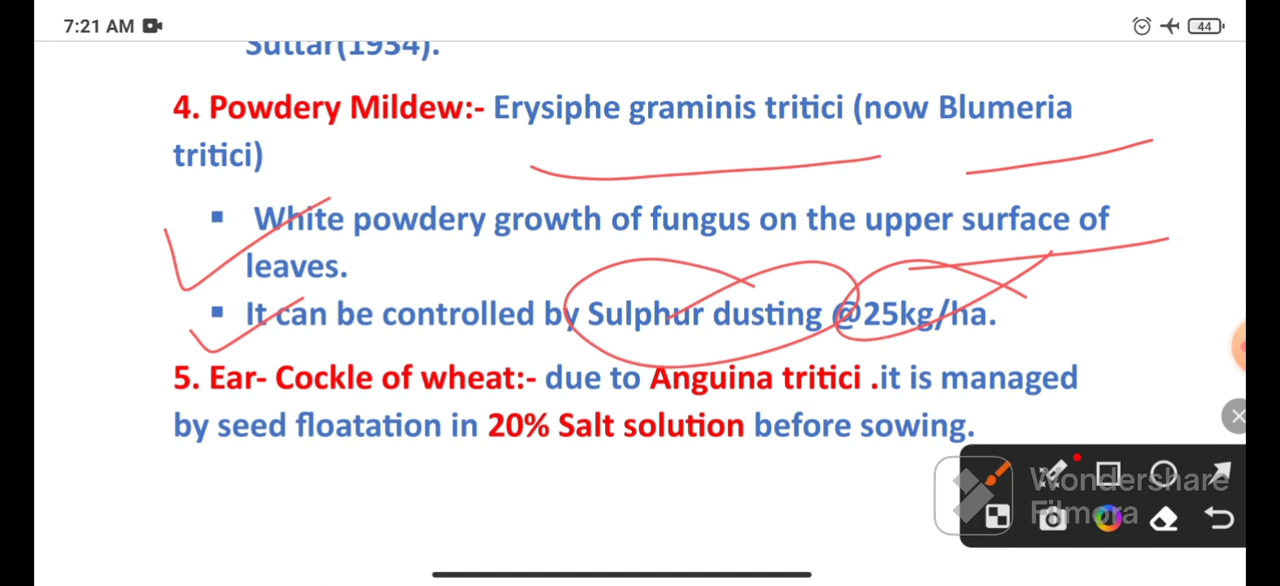 7:21 AM
44
Suttar(1934).
4. Powdery Mildew:- Erysiphe graminis tritici (now Blumeria
tritici)
▪ White powdery growth of fungus on the upper surface of
leaves.
▪ It can be controlled by Sulphur dusting @25kg/ha.
5. Ear- Cockle of wheat:- due to Anguina tritici .it is managed
by seed floatation in 20% Salt solution before sowing.
Wondershare
Filmora